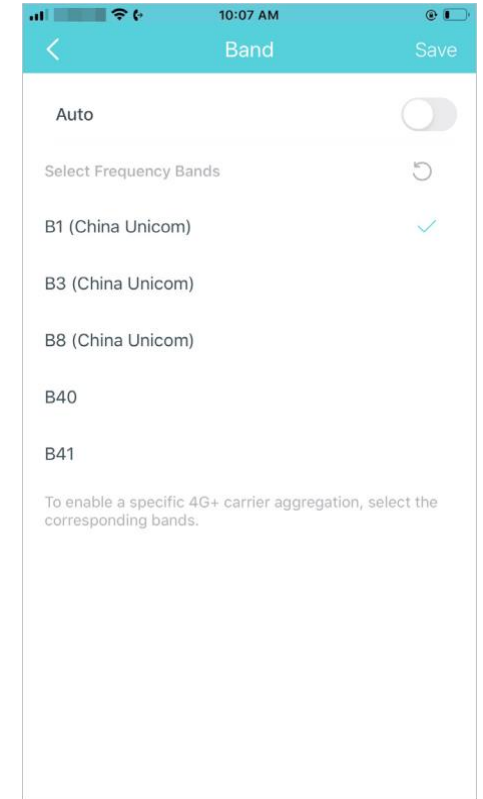 10:07 AM
Band
Save
Auto
Select Frequency Bands
B1 (China Unicom)
B3 (China Unicom)
B8 (China Unicom)
B40
B41
To enable a specific 4G+ carrier aggregation, select the
corresponding bands.